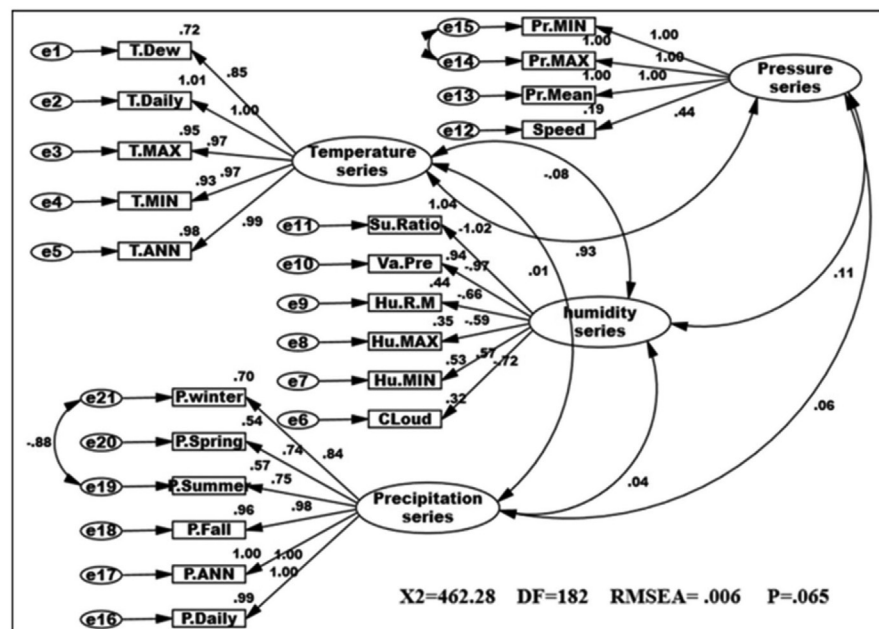 .72
e1 T.Dew
.85
1.01
e2 T.Daily
1.00
.95
e3 T.MAX
.97
.97
.93
e4 T.MIN
.99
.98
e5 T.ANN
Temperature
series
e15 Pr.MIN
1.00
1.00
e14 Pr.MAX
1.00
1.00
1.00
e13 Pr.Mean
.19
.44
e12 Speed
Pressure
series
-.08
1.04
.93
.01
.11
.06
.04
e11 Su.Ratio
-1.02
.94
e10 Va.Pre
-.97
.44
e9 Hu.R.M
-.66
.35
-.59
e8 Hu.MAX
.53
.57
-.72
e7 Hu.MIN
.32
e6 CLoud
humidity
series
.70
e21 P.winter
.84
.54
e20 P.Spring
.74
-.88
.57
e19 P.Summe
.75
.98
.96
e18 P.Fall
1.00
1.00
e17 P.ANN
1.00
.99
e16 P.Daily
Precipitation
series
X2=462.28 DF=182 RMSEA= .006 P=.065